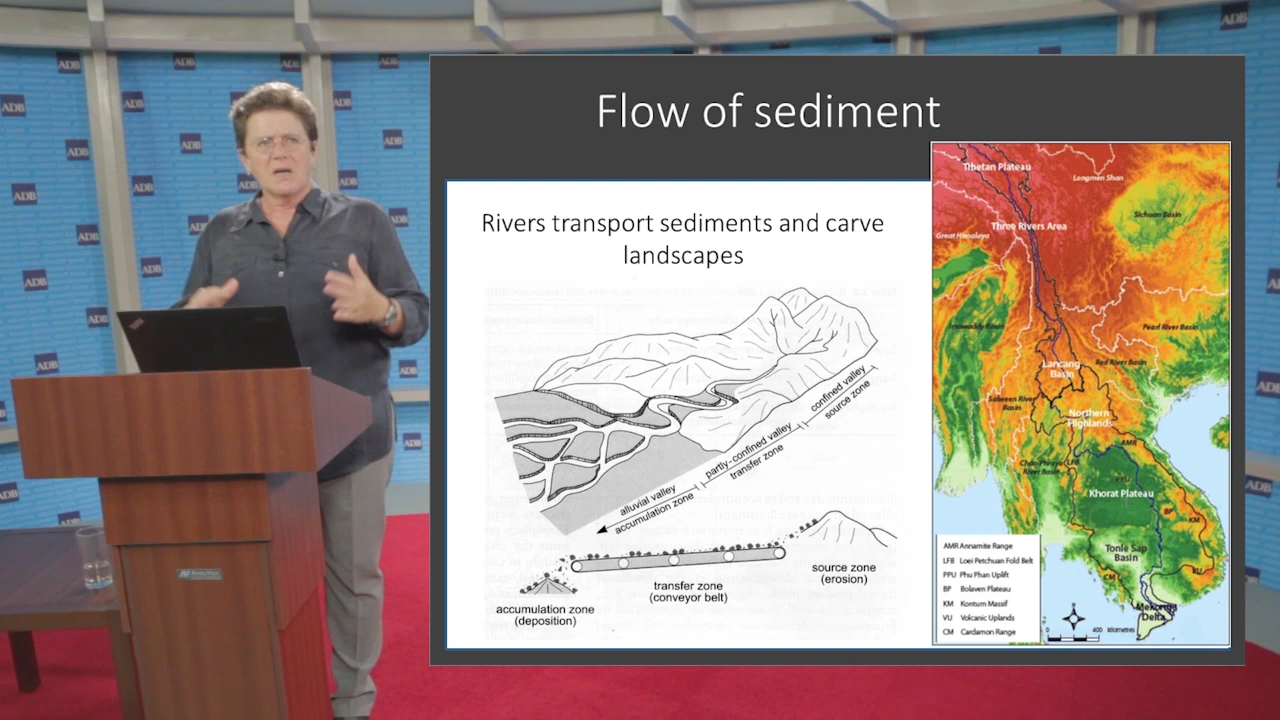 ADB
Flow of sediment
Rivers transport sediments and carve
landscapes
confined valley
source zone
partly-confined valley
transfer zone
alluvial valley
accumulation zone
source zone
(erosion)
transfer zone
(conveyor belt)
accumulation zone
(deposition)
Tibetan Plateau
Longmen Shan
Sichuan Basin
Three Rivers Area
Great Himalaya
Irrawaddy Basin
Pearl River Basin
Red River Basin
Lancang
Basin
Salween River
Basin
Northern
Highlands
AMR
Chao Phraya
River Basin
LFB
PPU
Khorat Plateau
BP
KM
Tonle Sap
Basin
CM
VU
Mekong
Delta
AMR Annamite Range
LFB Loei Petchuan Fold Belt
PPU Phu Phan Uplift
BP Bolaven Plateau
KM Kontum Massif
VU Volcanic Uplands
CM Cardamon Range
N
0 400 kilometres